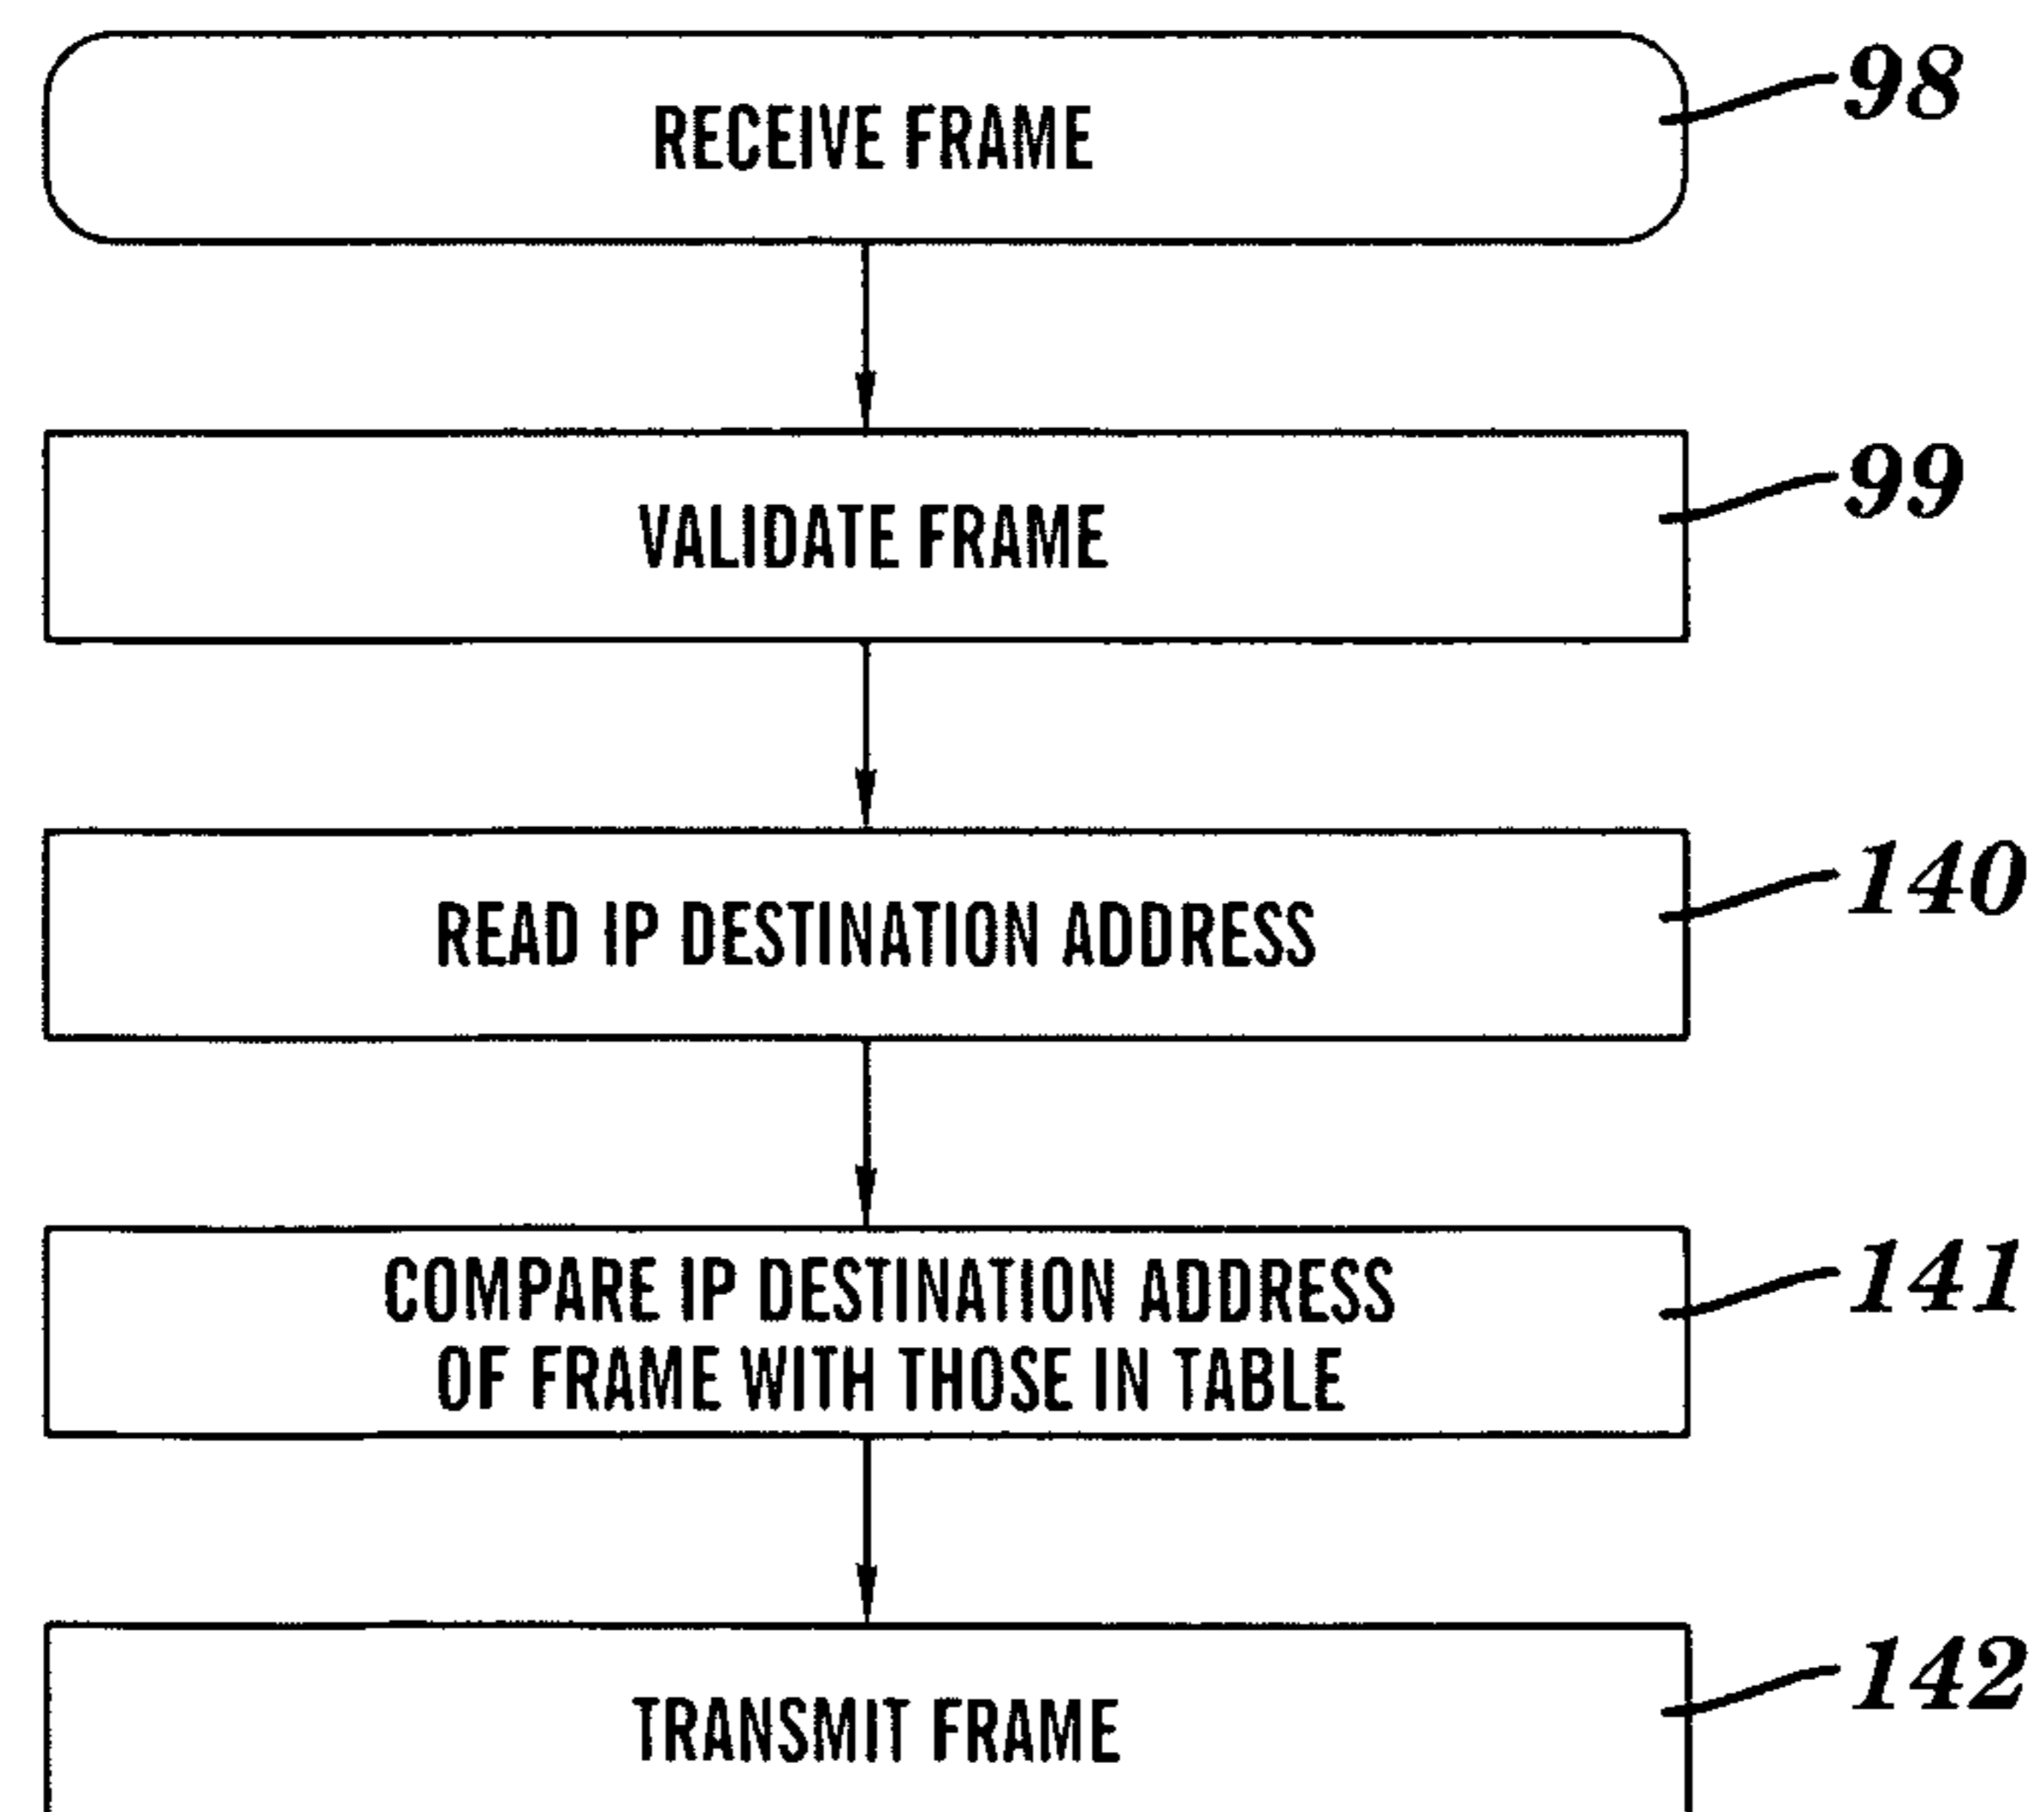 RECEIVE FRAME
98
VALIDATE FRAME
99
READ IP DESTINATION ADDRESS
140
COMPARE IP DESTINATION ADDRESS
OF FRAME WITH THOSE IN TABLE
141
TRANSMIT FRAME
142